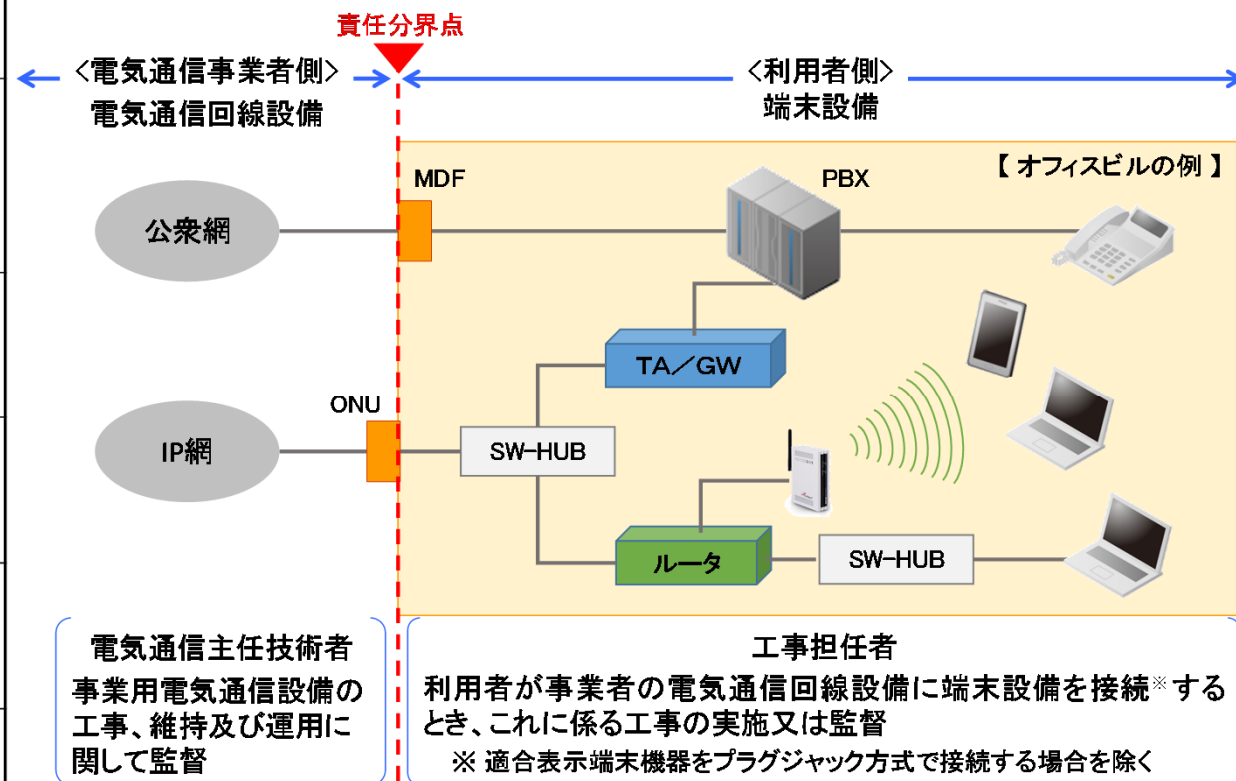 責任分界点
<電気通信事業者側>
電気通信回線設備
<利用者側>
端末設備
【 オフィスビルの例 】
MDF
PBX
公衆網
TA/GW
ONU
IP網
SW-HUB
ルータ
SW-HUB
電気通信主任技術者
事業用電気通信設備の
工事、維持及び運用に
関して監督
工事担任者
利用者が事業者の電気通信回線設備に端末設備を接続※する
とき、これに係る工事の実施又は監督
※ 適合表示端末機器をプラグジャック方式で接続する場合を除く